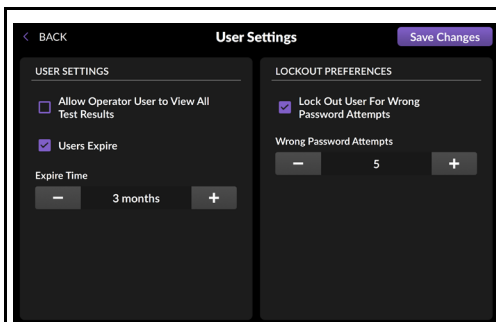 < BACK
User Settings
Save Changes
USER SETTINGS
Allow Operator User to View All
Test Results
Users Expire
Expire Time
− 3 months +
LOCKOUT PREFERENCES
Lock Out User For Wrong
Password Attempts
Wrong Password Attempts
− 5 +